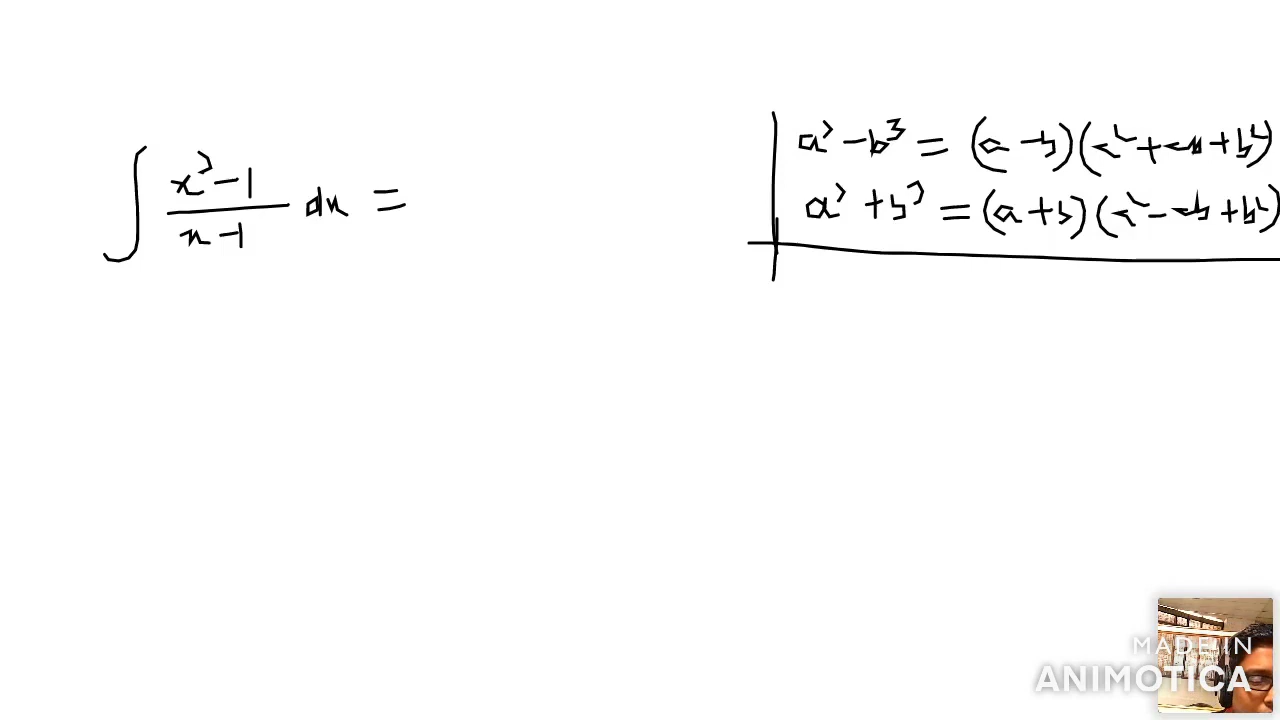 ∫ (x³ - 1)/(x - 1) dx =
a³ - b³ = (a - b)(a² + ab + b²)
a³ + b³ = (a + b)(a² - ab + b²)
MADE IN
ANIMOTICA